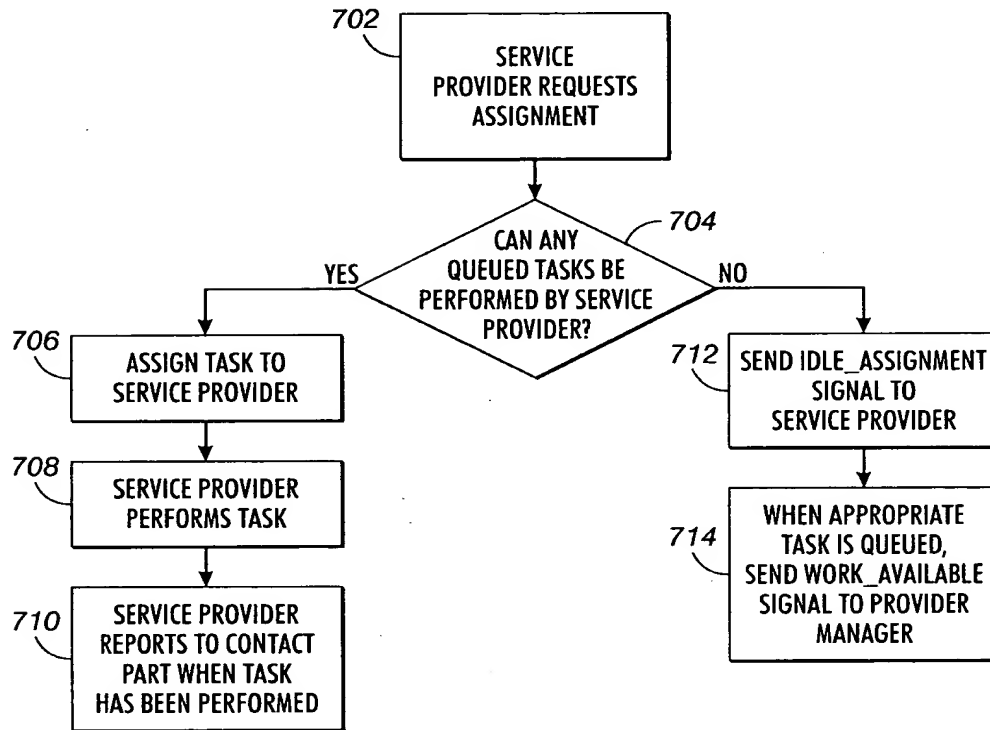 702
SERVICE
PROVIDER REQUESTS
ASSIGNMENT
704
CAN ANY
QUEUED TASKS BE
PERFORMED BY SERVICE
PROVIDER?
YES
NO
706
ASSIGN TASK TO
SERVICE PROVIDER
708
SERVICE PROVIDER
PERFORMS TASK
710
SERVICE PROVIDER
REPORTS TO CONTACT
PART WHEN TASK
HAS BEEN PERFORMED
712
SEND IDLE_ASSIGNMENT
SIGNAL TO
SERVICE PROVIDER
714
WHEN APPROPRIATE
TASK IS QUEUED,
SEND WORK_AVAILABLE
SIGNAL TO PROVIDER
MANAGER